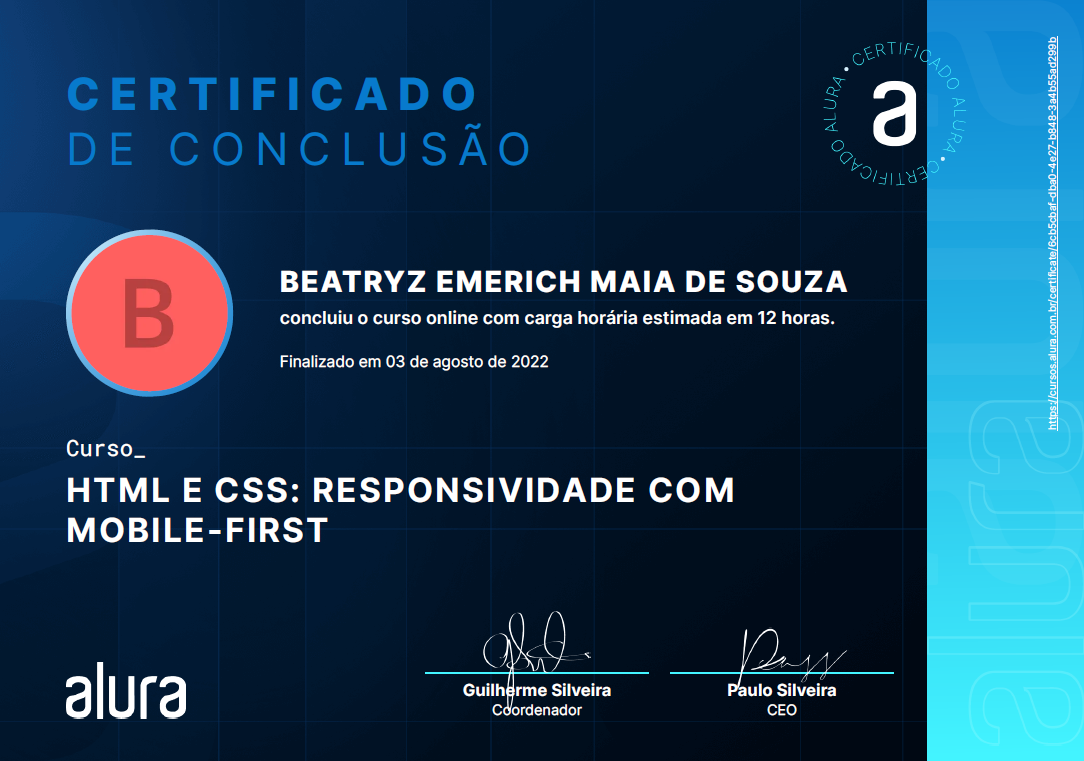 CERTIFICADO
DE CONCLUSÃO
CERTIFICADO ALURA • CERTIFICADO ALURA •
a
B
BEATRYZ EMERICH MAIA DE SOUZA
concluiu o curso online com carga horária estimada em 12 horas.
Finalizado em 03 de agosto de 2022
Curso_
HTML E CSS: RESPONSIVIDADE COM
MOBILE-FIRST
alura
Guilherme Silveira
Coordenador
Paulo Silveira
CEO
https://cursos.alura.com.br/certificate/6cb5cbaf-dba0-4e27-b848-3a4b55ad299b
alura